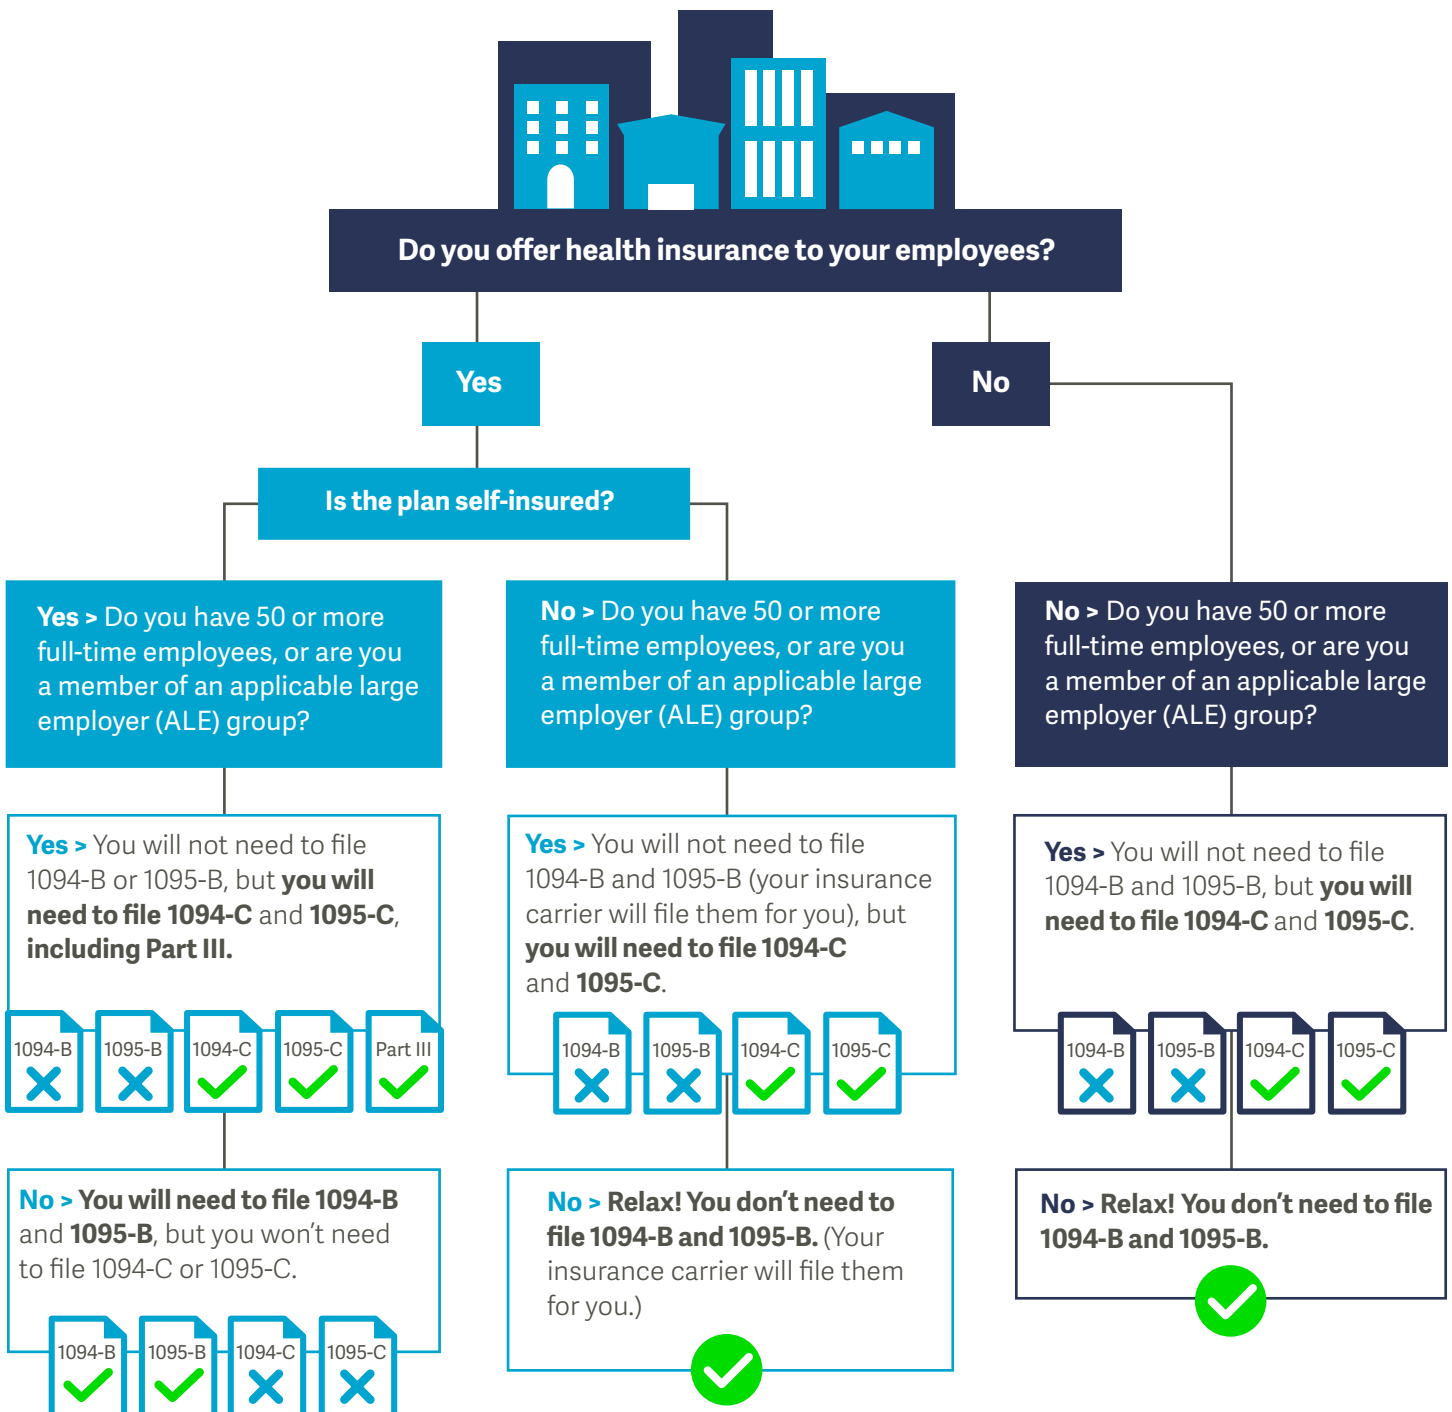 Do you offer health insurance to your employees?
Yes
No
Is the plan self-insured?
Yes > Do you have 50 or more
full-time employees, or are you
a member of an applicable large
employer (ALE) group?
No > Do you have 50 or more
full-time employees, or are you
a member of an applicable large
employer (ALE) group?
No > Do you have 50 or more
full-time employees, or are you
a member of an applicable large
employer (ALE) group?
Yes > You will not need to file
1094-B or 1095-B, but you will
need to file 1094-C and 1095-C,
including Part III.
1094-B
1095-B
1094-C
1095-C
Part III
Yes > You will not need to file
1094-B and 1095-B (your insurance
carrier will file them for you), but
you will need to file 1094-C
and 1095-C.
1094-B
1095-B
1094-C
1095-C
Yes > You will not need to file
1094-B and 1095-B, but you will
need to file 1094-C and 1095-C.
1094-B
1095-B
1094-C
1095-C
No > You will need to file 1094-B
and 1095-B, but you won't need
to file 1094-C or 1095-C.
1094-B
1095-B
1094-C
1095-C
No > Relax! You don't need to
file 1094-B and 1095-B. (Your
insurance carrier will file them
for you.)
No > Relax! You don't need to file
1094-B and 1095-B.